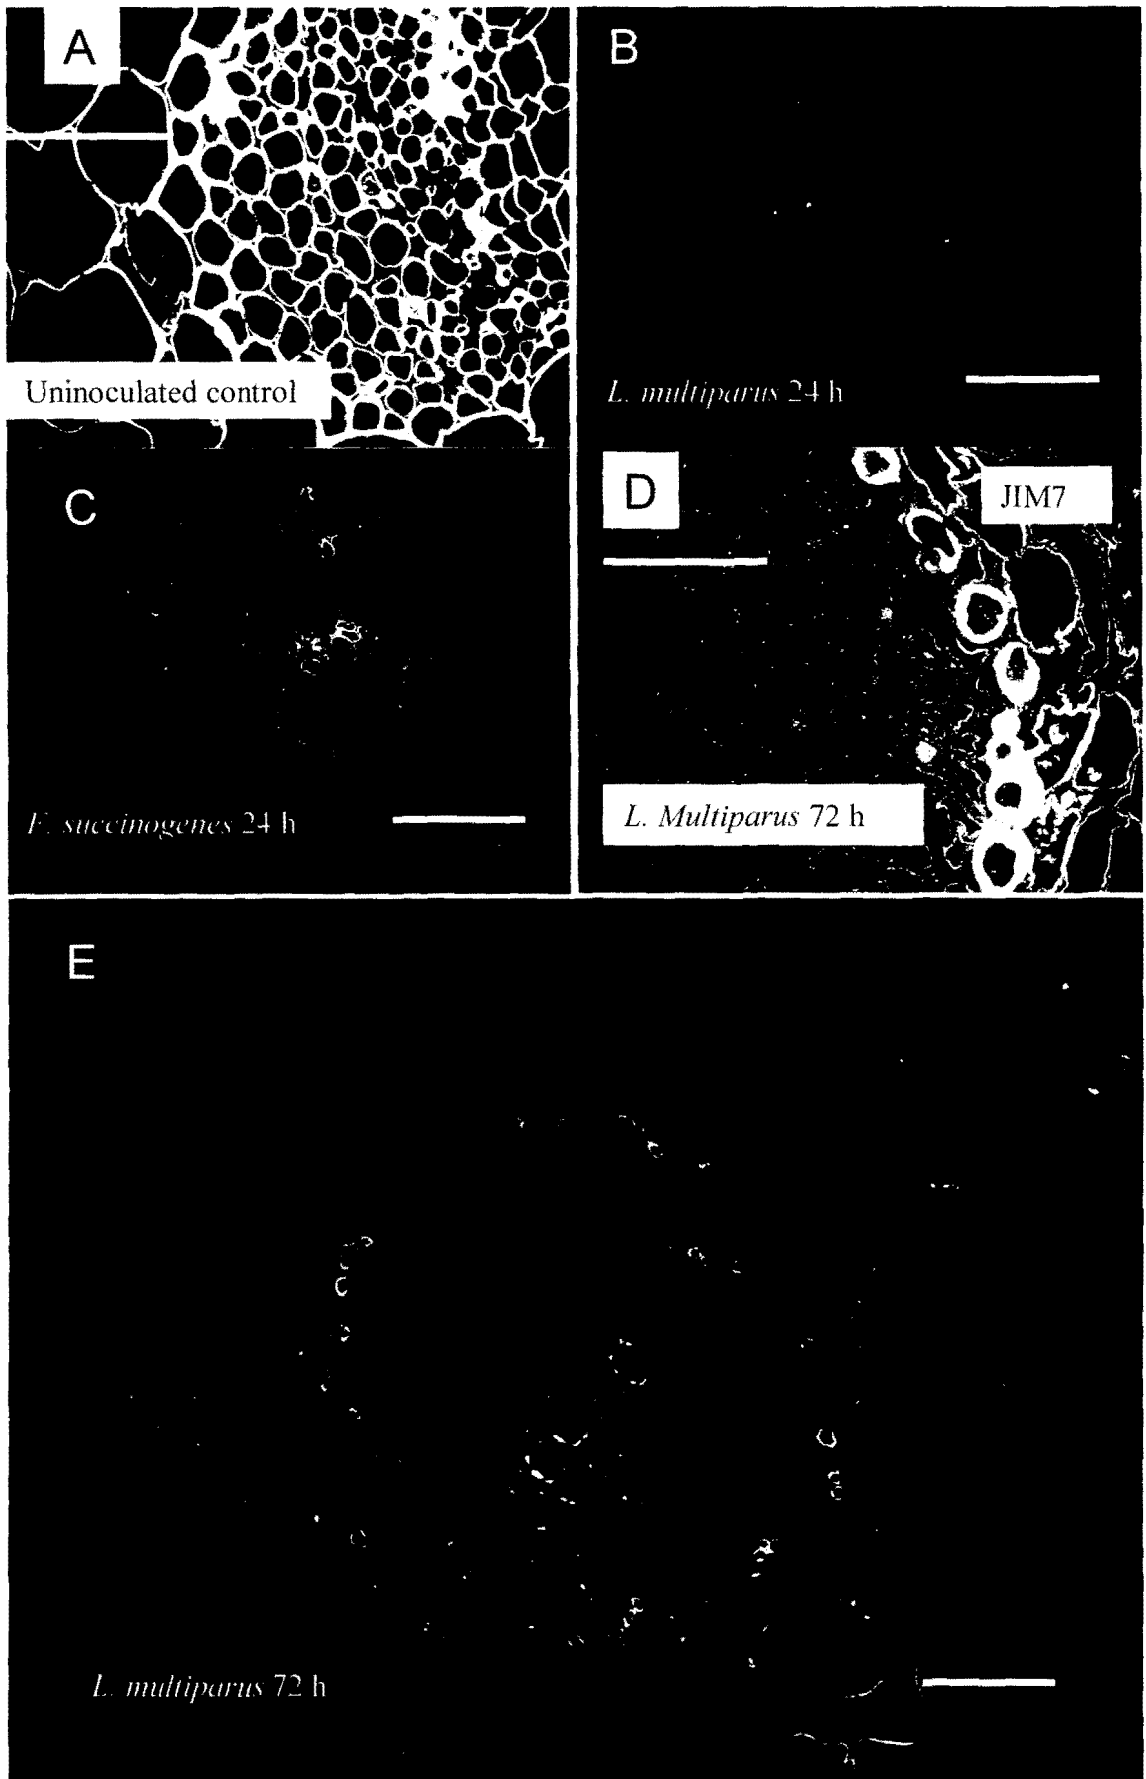 A
B
Uninoculated control
L. multiparus 24 h
C
D
JIM7
F. succinogenes 24 h
L. Multiparus 72 h
E
L. multiparus 72 h